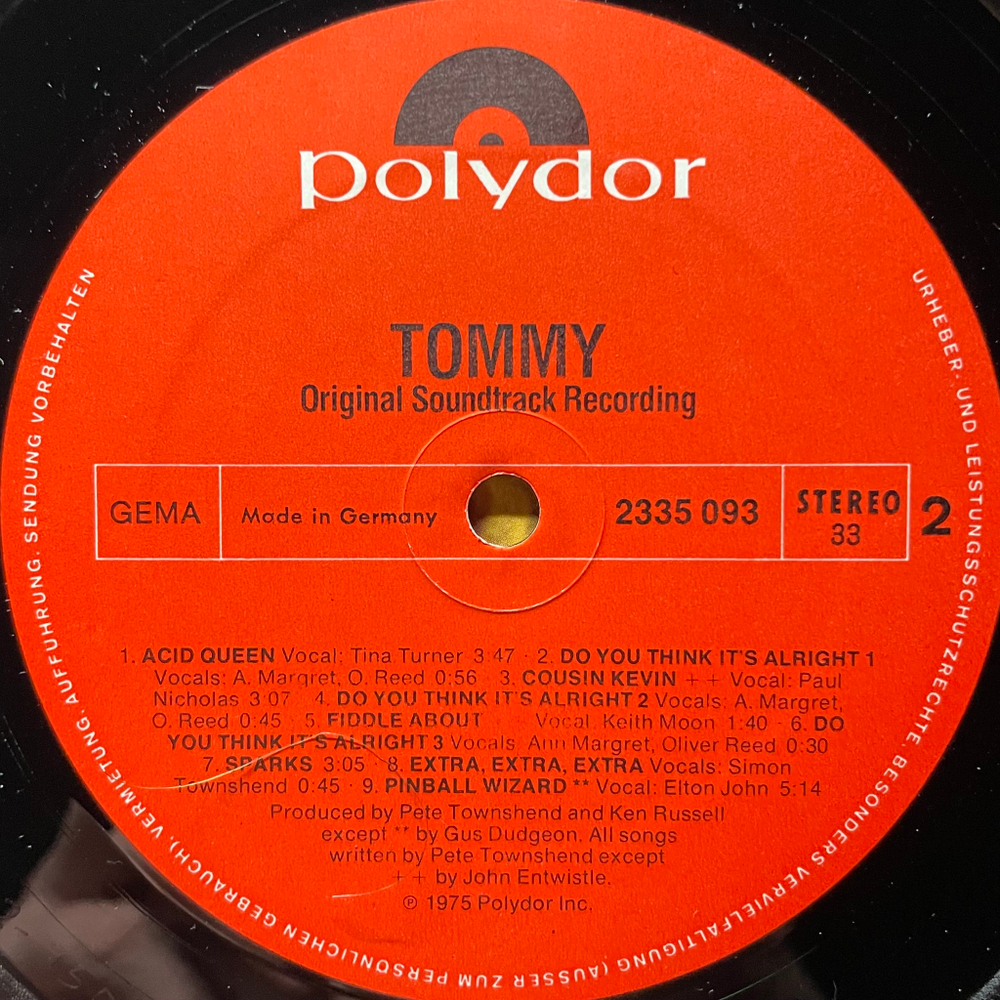 polydor
TOMMY
Original Soundtrack Recording
GEMA
Made in Germany
2335 093
STEREO
33
2
1. ACID QUEEN Vocal: Tina Turner 3:47 · 2. DO YOU THINK IT'S ALRIGHT 1
Vocals: A. Margret, O. Reed 0:56 · 3. COUSIN KEVIN ++ Vocal: Paul
Nicholas 3:07 · 4. DO YOU THINK IT'S ALRIGHT 2 Vocals: A. Margret,
O. Reed 0:45 · 5. FIDDLE ABOUT Vocal: Keith Moon 1:40 · 6. DO
YOU THINK IT'S ALRIGHT 3 Vocals: Ann Margret, Oliver Reed 0:30
7. SPARKS 3:05 · 8. EXTRA, EXTRA, EXTRA Vocals: Simon
Townshend 0:45 · 9. PINBALL WIZARD ** Vocal: Elton John 5:14
Produced by Pete Townshend and Ken Russell
except ** by Gus Dudgeon. All songs
written by Pete Townshend except
++ by John Entwistle.
℗ 1975 Polydor Inc.
URHEBER- UND LEISTUNGSSCHUTZRECHTE, BESONDERS VERVIELFÄLTIGUNG (AUSSER ZUM PERSÖNLICHEN GEBRAUCH), VERMIETUNG, AUFFÜHRUNG, SENDUNG VORBEHALTEN